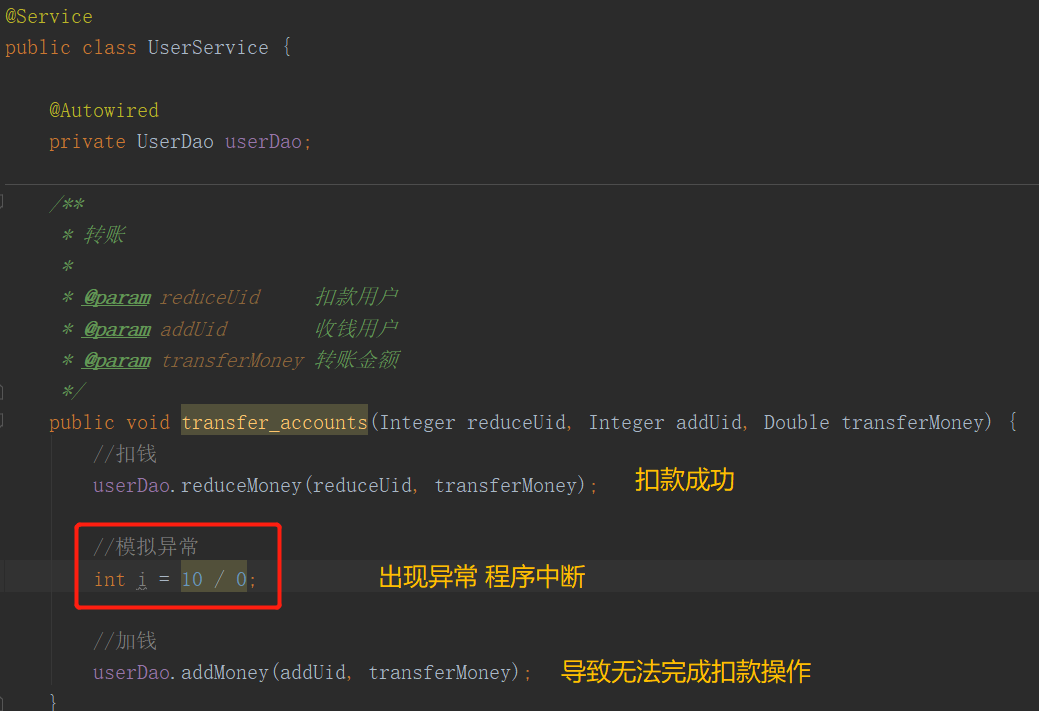 @Service
public class UserService {
@Autowired
private UserDao userDao;
/**
* 转账
*
* @param reduceUid 扣款用户
* @param addUid 收钱用户
* @param transferMoney 转账金额
*/
public void transfer_accounts(Integer reduceUid, Integer addUid, Double transferMoney) {
//扣钱
userDao.reduceMoney(reduceUid, transferMoney); 扣款成功
//模拟异常
int i = 10 / 0; 出现异常 程序中断
//加钱
userDao.addMoney(addUid, transferMoney); 导致无法完成扣款操作
}